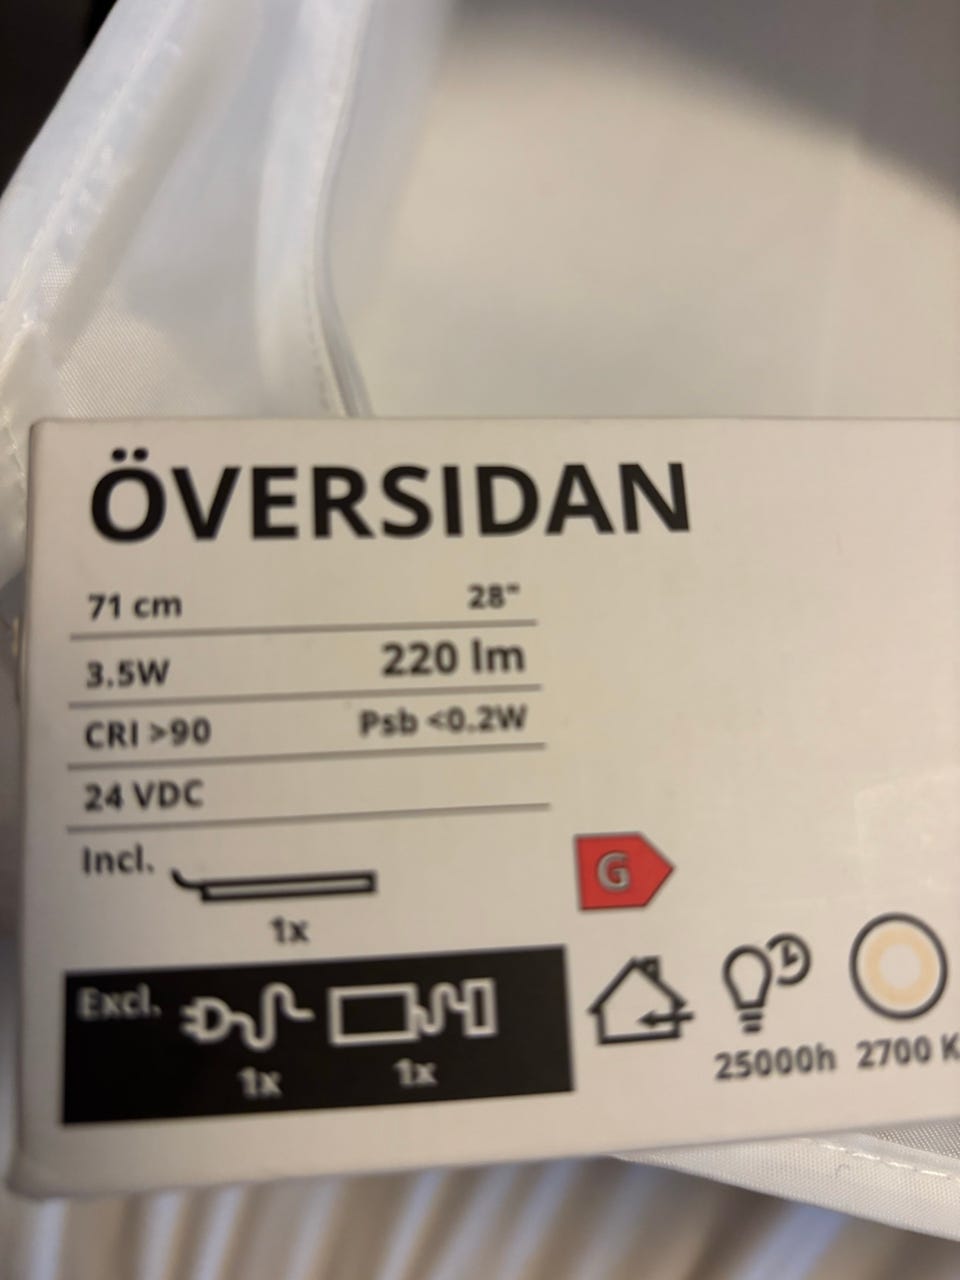 ÖVERSIDAN
71 cm 28"
3.5W 220 lm
CRI >90 Psb <0.2W
24 VDC
Incl.
1x
G
Excl.
1x 1x
25000h 2700 K